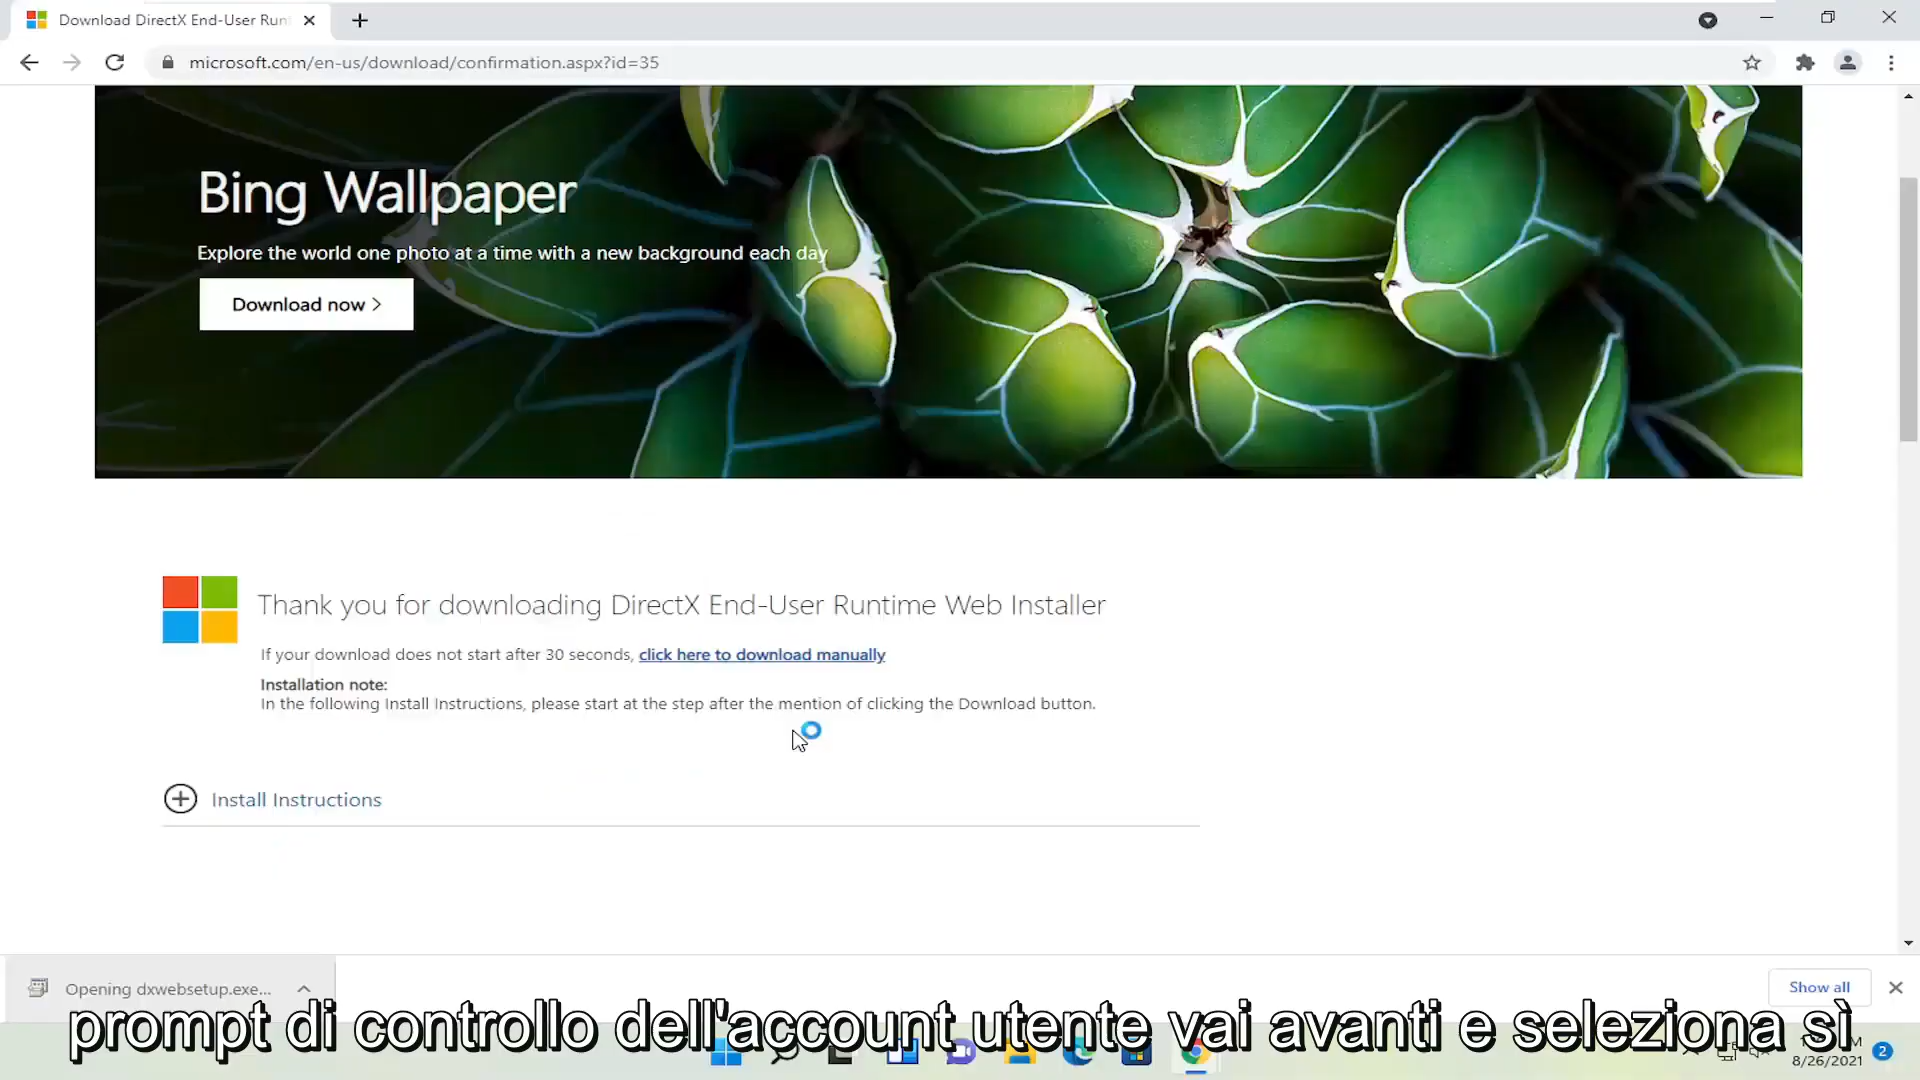 Download DirectX End-User Runt
microsoft.com/en-us/download/confirmation.aspx?id=35
Bing Wallpaper
Explore the world one photo at a time with a new background each day
Download now >
Thank you for downloading DirectX End-User Runtime Web Installer
If your download does not start after 30 seconds, click here to download manually
Installation note:
In the following Install Instructions, please start at the step after the mention of clicking the Download button.
Install Instructions
Opening dxwebsetup.exe...
Show all
prompt di controllo dell'account utente vai avanti e seleziona sì
8/26/2021
2